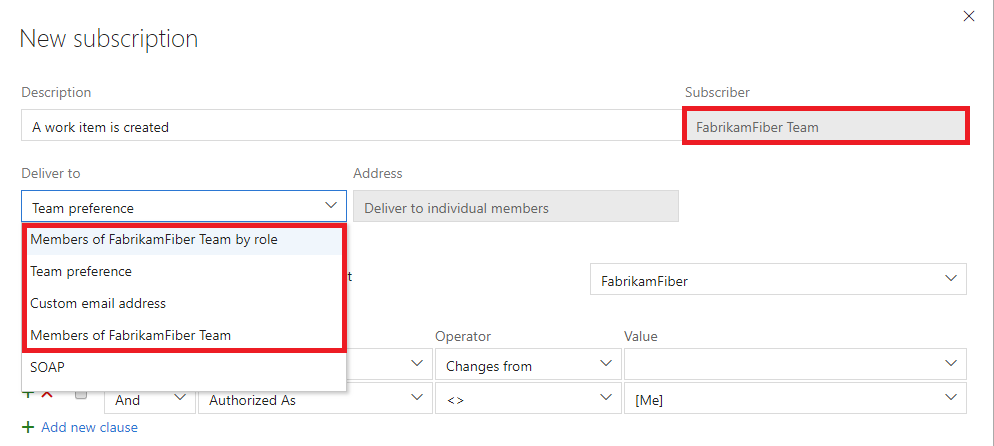 New subscription
Description
Subscriber
A work item is created
FabrikamFiber Team
Deliver to
Address
Team preference
Deliver to individual members
Members of FabrikamFiber Team by role
Team preference
Custom email address
FabrikamFiber
Members of FabrikamFiber Team
Operator
Value
SOAP
Changes from
And
Authorized As
<>
[Me]
Add new clause